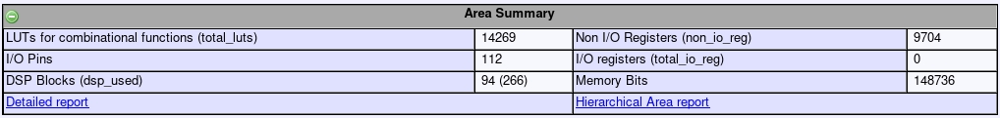 Area Summary
LUTs for combinational functions (total_luts) 14269 Non I/O Registers (non_io_reg) 9704
I/O Pins 112 I/O registers (total_io_reg) 0
DSP Blocks (dsp_used) 94 (266) Memory Bits 148736
Detailed report Hierarchical Area report